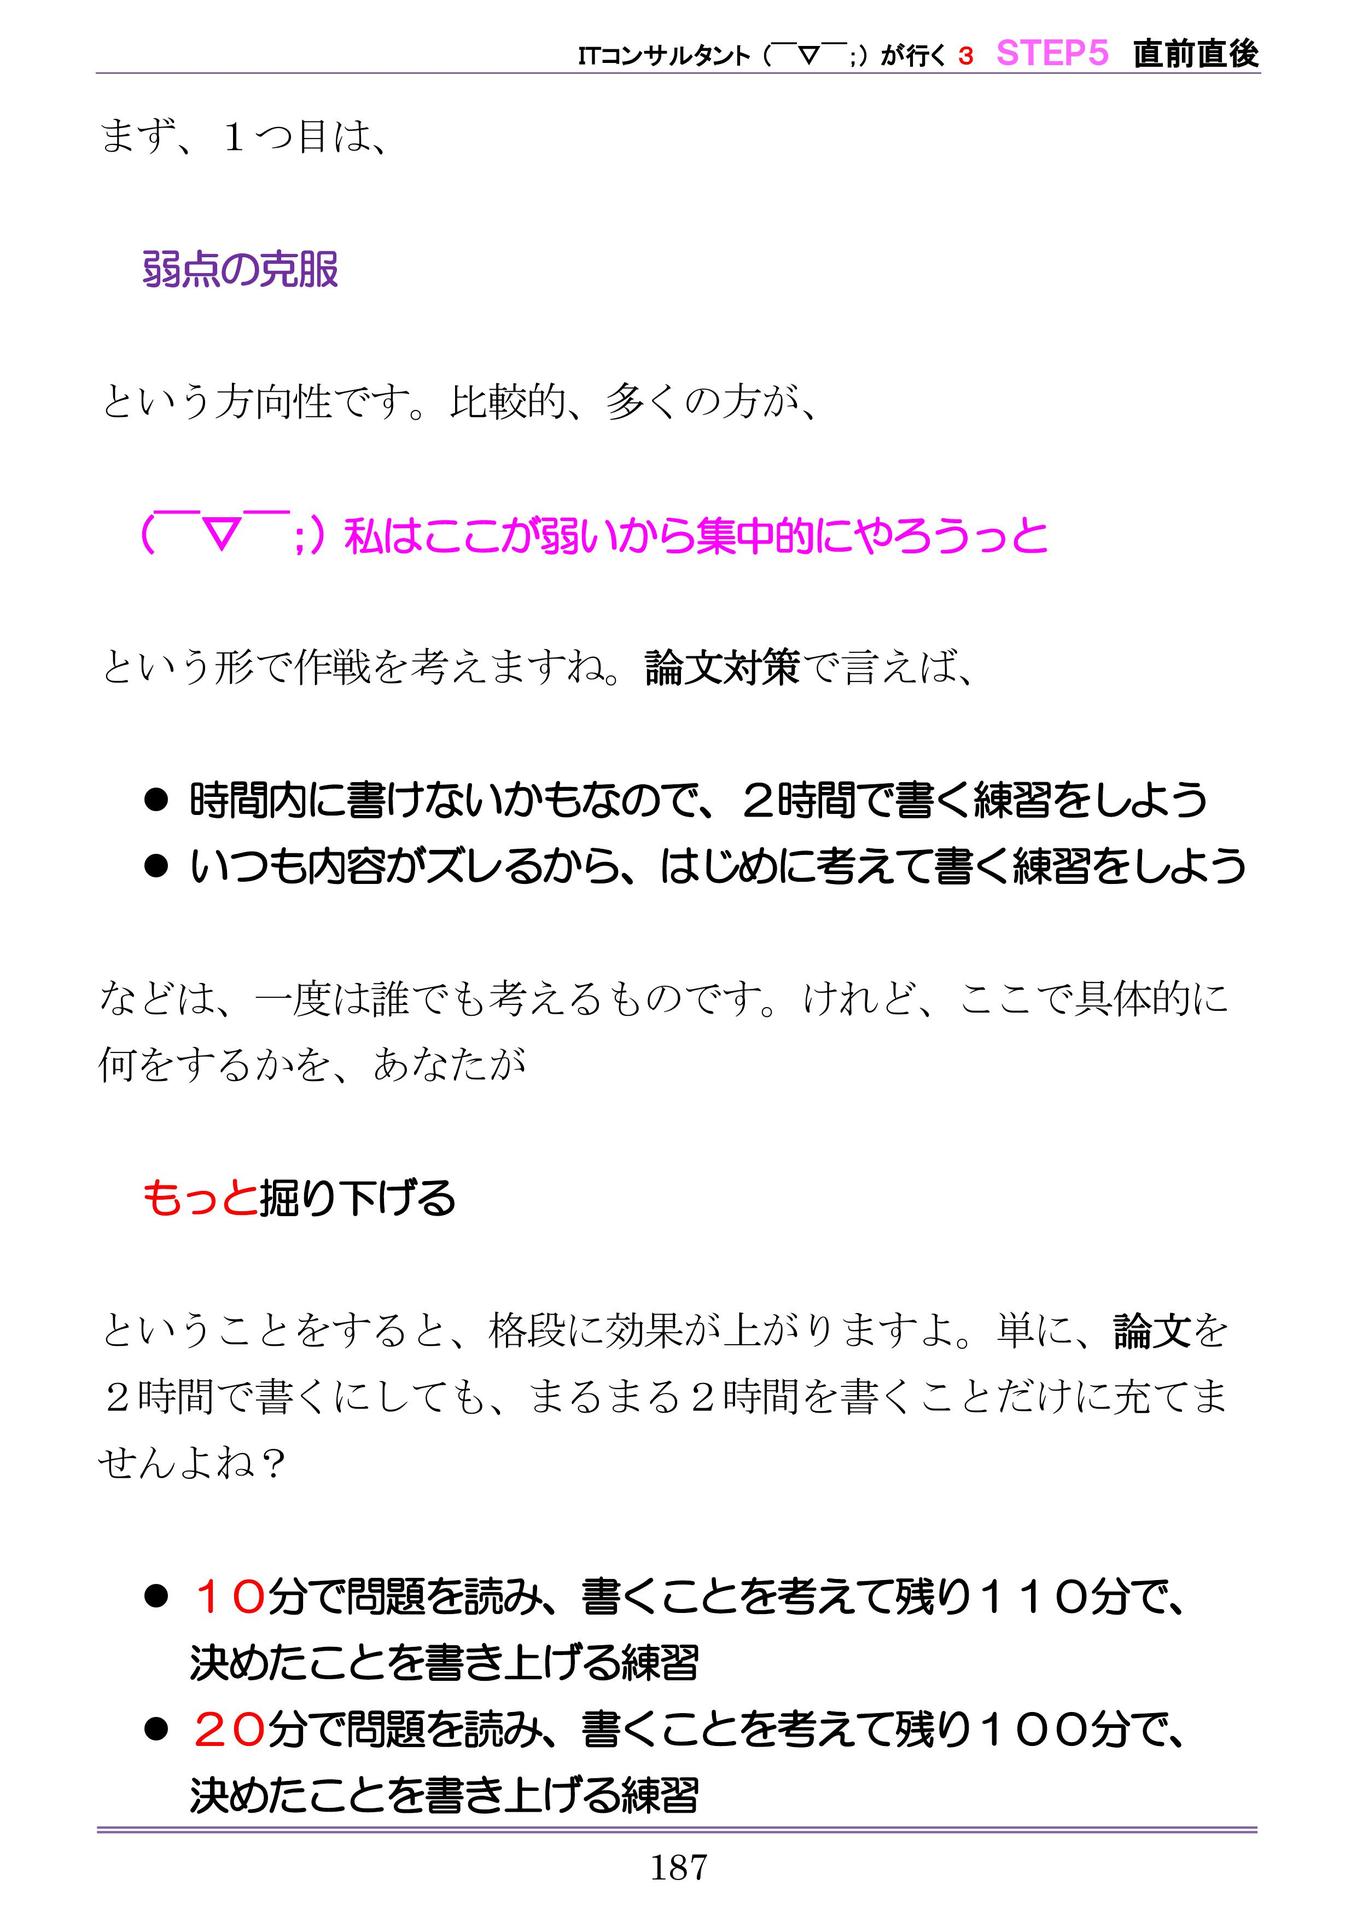 ITコンサルタント（￣▽￣；）が行く 3 STEP5 直前直後
まず、１つ目は、
弱点の克服
という方向性です。比較的、多くの方が、
（￣▽￣；）私はここが弱いから集中的にやろうっと
という形で作戦を考えますね。論文対策で言えば、
● 時間内に書けないかもなので、２時間で書く練習をしよう
● いつも内容がズレるから、はじめに考えて書く練習をしよう
などは、一度は誰でも考えるものです。けれど、ここで具体的に
何をするかを、あなたが
もっと掘り下げる
ということをすると、格段に効果が上がりますよ。単に、論文を
２時間で書くにしても、まるまる２時間を書くことだけに充てま
せんよね？
● １０分で問題を読み、書くことを考えて残り１１０分で、
決めたことを書き上げる練習
● ２０分で問題を読み、書くことを考えて残り１００分で、
決めたことを書き上げる練習
187